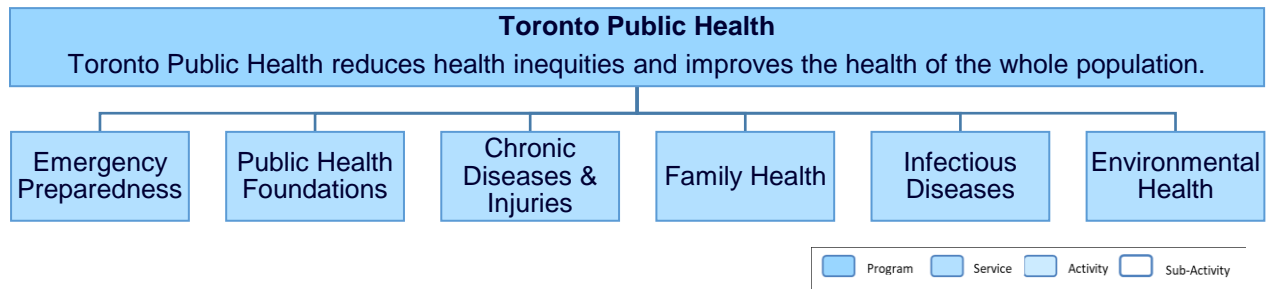 Toronto Public Health
Toronto Public Health reduces health inequities and improves the health of the whole population.
Emergency
Preparedness
Public Health
Foundations
Chronic
Diseases &
Injuries
Family Health
Infectious
Diseases
Environmental
Health
Program
Service
Activity
Sub-Activity